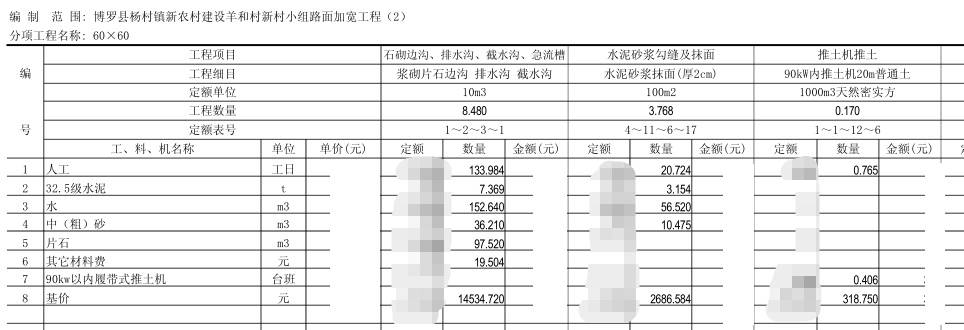 编 制 范 围: 博罗县杨村镇新农村建设羊和村新村小组路面加宽工程（2）
分项工程名称: 60×60
编号 工程项目 石砌边沟、排水沟、截水沟、急流槽 水泥砂浆勾缝及抹面 推土机推土
工程细目 浆砌片石边沟 排水沟 截水沟 水泥砂浆抹面(厚2cm) 90kW内推土机20m普通土
定额单位 10m3 100m2 1000m3天然密实方
工程数量 8.480 3.768 0.170
定额表号 1～2～3～1 4～11～6～17 1～1～12～6
工、料、机名称 单位 单价(元) 定额 数量 金额(元) 定额 数量 金额(元) 定额 数量 金额(元)
1 人工 工日 133.984 20.724 0.765
2 32.5级水泥 t 7.369 3.154
3 水 m3 152.640 56.520
4 中（粗）砂 m3 36.210 10.475
5 片石 m3 97.520
6 其它材料费 元 19.504
7 90kw以内履带式推土机 台班 0.406
8 基价 元 14534.720 2686.584 318.750